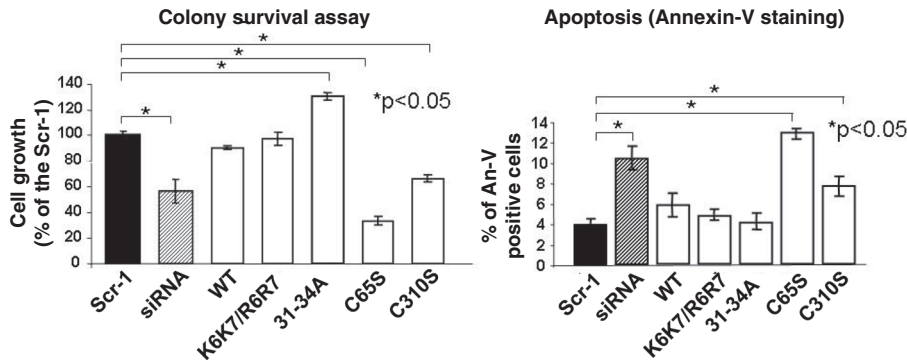 Colony survival assay
*
*
*
*
*p<0.05
Cell growth
(% of the Scr-1)
140
120
100
80
60
40
20
0
Scr-1
siRNA
WT
K6K7/R6R7
31-34A
C65S
C310S
Apoptosis (Annexin-V staining)
*
*
*
*p<0.05
% of An-V
positive cells
14
12
10
8
6
4
2
0
Scr-1
siRNA
WT
K6K7/R6R7
31-34A
C65S
C310S